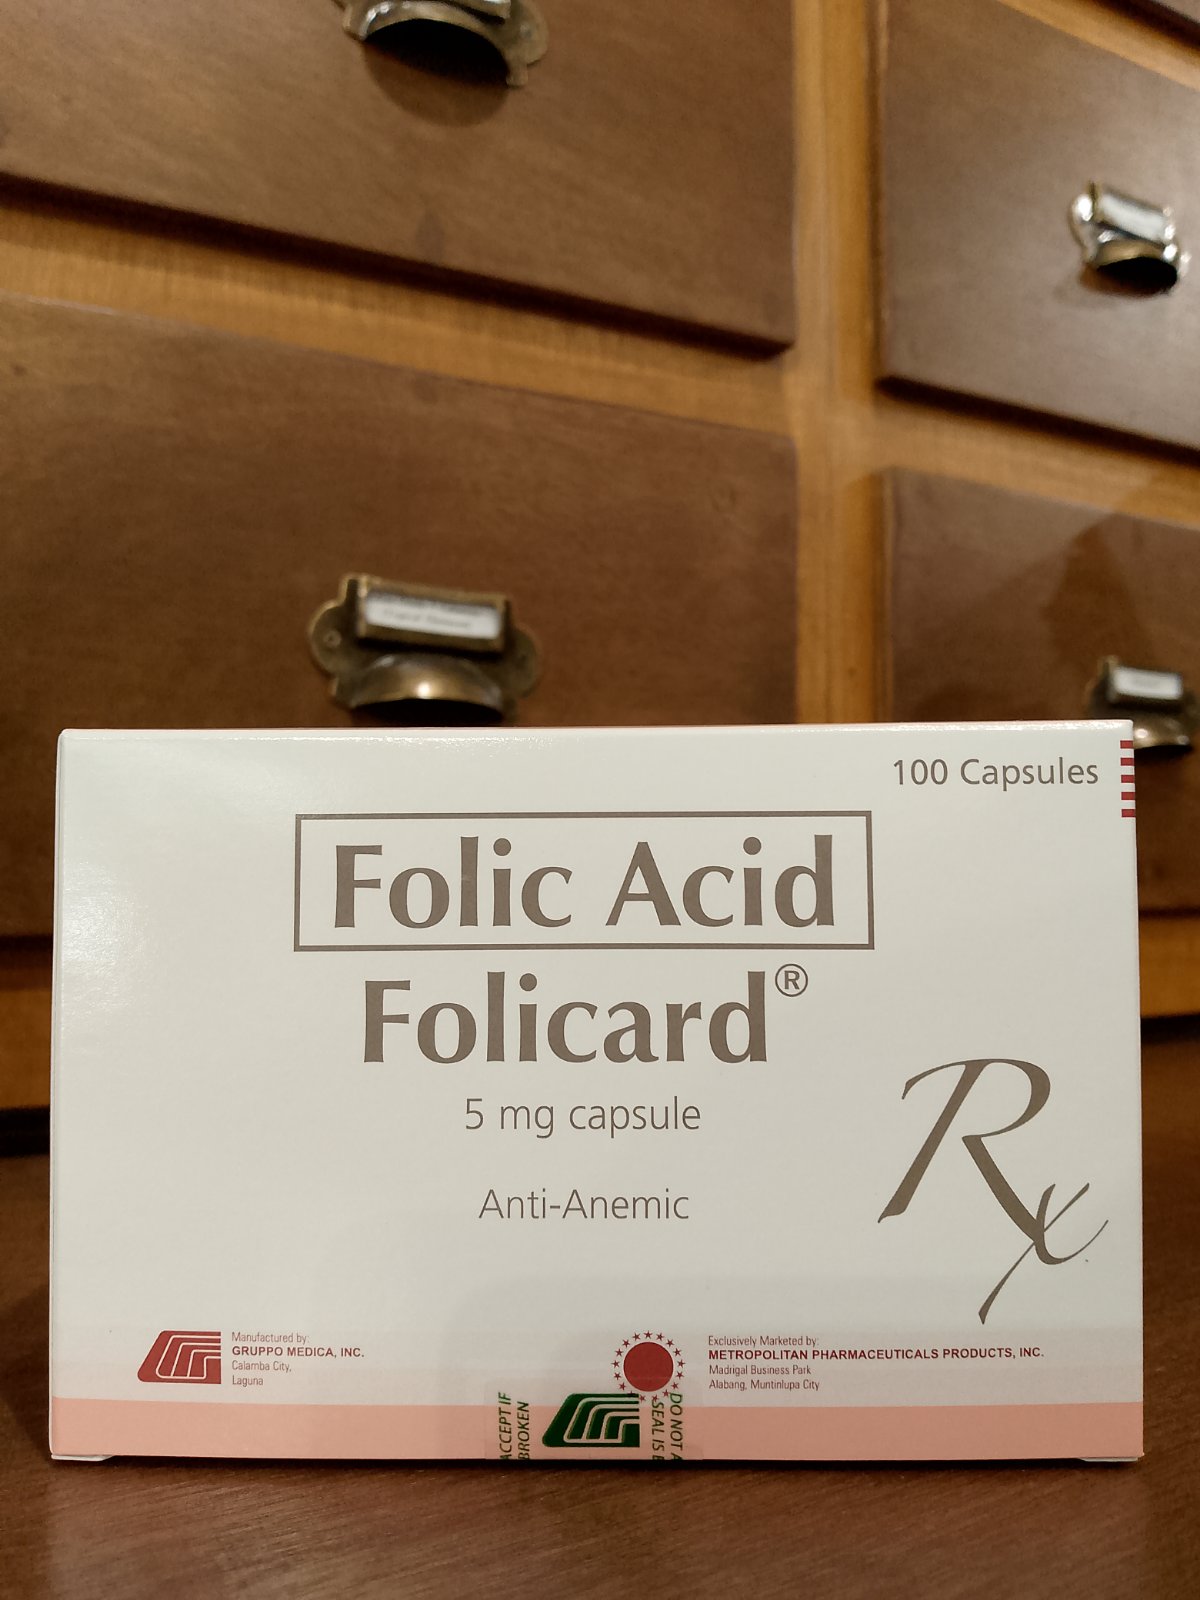 100 Capsules
Folic Acid
Folicard®
5 mg capsule
Anti-Anemic
Rx
Manufactured by:
GRUPPO MEDICA, INC.
Calamba City,
Laguna
Exclusively Marketed by:
METROPOLITAN PHARMACEUTICALS PRODUCTS, INC.
Madrigal Business Park
Alabang, Muntinlupa City
ACCEPT IF
BROKEN
DO NOT A
SEAL IS